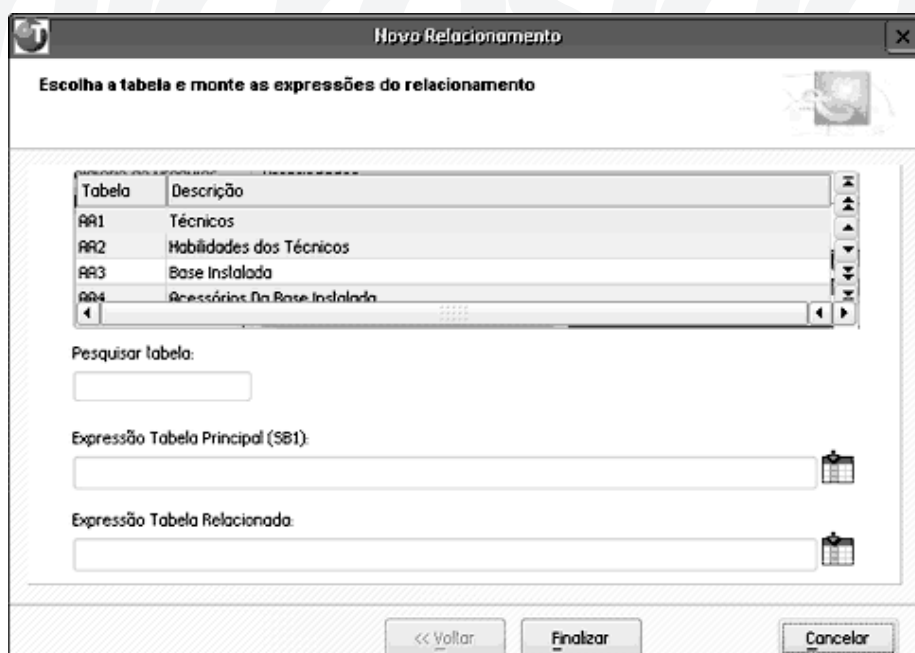 Novo Relacionamento
Escolha a tabela e monte as expressões do relacionamento
Tabela Descrição
AA1 Técnicos
AA2 Habilidades dos Técnicos
AA3 Base Instalada
AA4 Acessórios Da Base Instalada
Pesquisar tabela:
Expressão Tabela Principal (SB1):
Expressão Tabela Relacionada:
<< Voltar Finalizar Cancelar